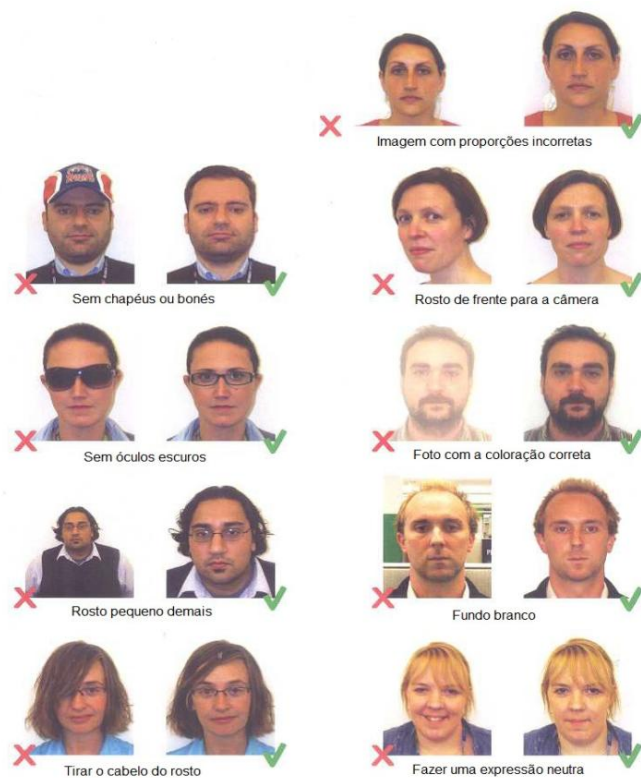 Imagem com proporções incorretas
Sem chapéus ou bonés
Rosto de frente para a câmera
Sem óculos escuros
Foto com a coloração correta
Rosto pequeno demais
Fundo branco
Tirar o cabelo do rosto
Fazer uma expressão neutra